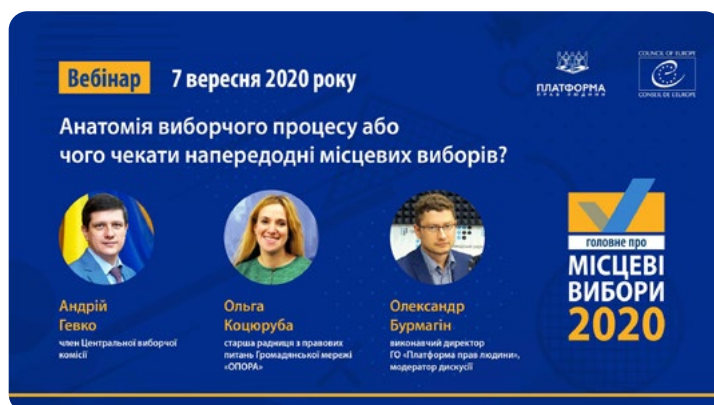 Вебінар 7 вересня 2020 року
ПЛАТФОРМА
ПРАВ ЛЮДИНИ
COUNCIL OF EUROPE
CONSEIL DE L'EUROPE
Анатомія виборчого процесу або
чого чекати напередодні місцевих виборів?
Андрій
Гевко
член Центральної виборчої
комісії
Ольга
Коцюруба
старша радниця з правових
питань Громадянської мережі
«ОПОРА»
Олександр
Бурмагін
виконавчий директор
ГО «Платформа прав людини»,
модератор дискусії
головне про
МІСЦЕВІ
ВИБОРИ
2020